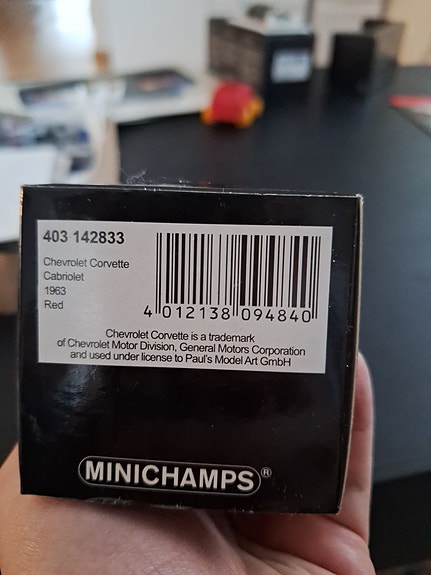 403 142833
Chevrolet Corvette
Cabriolet
1963
Red
4 012138 094840
Chevrolet Corvette is a trademark
of Chevrolet Motor Division, General Motors Corporation
and used under license to Paul's Model Art GmbH
MINICHAMPS®